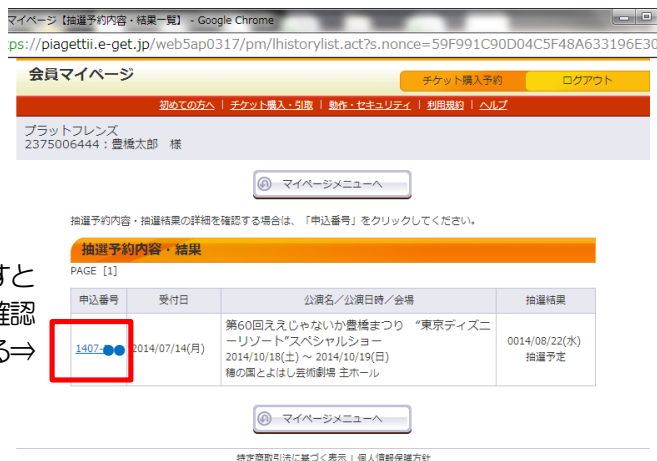 マイページ【抽選予約内容・結果一覧】 - Google Chrome
ps://piagettii.e-get.jp/web5ap0317/pm/lhistorylist.act?s.nonce=59F991C90D04C5F48A633196E30
会員マイページ
チケット購入予約
ログアウト
初めての方へ | チケット購入・引取 | 動作・セキュリティ | 利用規約 | ヘルプ
プラットフレンズ
2375006444：豊橋太郎　様
マイページメニューへ
抽選予約内容・抽選結果の詳細を確認する場合は、「申込番号」をクリックしてください。
抽選予約内容・結果
PAGE [1]
すと
確認
る⇒
申込番号 受付日 公演名／公演日時／会場 抽選結果
1407- 2014/07/14(月)
第60回ええじゃないか豊橋まつり　“東京ディズニ
ーリゾート”スペシャルショー
2014/10/18(土) ～ 2014/10/19(日)
穂の国とよはし芸術劇場 主ホール
0014/08/22(水)
抽選予定
マイページメニューへ
特定商取引法に基づく表示 | 個人情報保護方針